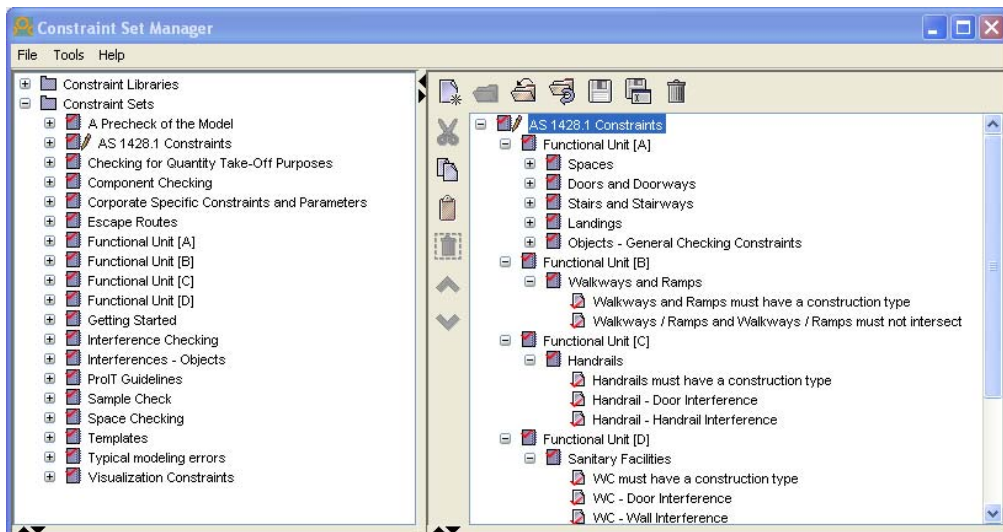 Constraint Set Manager
File Tools Help
Constraint Libraries
Constraint Sets
A Precheck of the Model
AS 1428.1 Constraints
Checking for Quantity Take-Off Purposes
Component Checking
Corporate Specific Constraints and Parameters
Escape Routes
Functional Unit [A]
Functional Unit [B]
Functional Unit [C]
Functional Unit [D]
Getting Started
Interference Checking
Interferences - Objects
ProIT Guidelines
Sample Check
Space Checking
Templates
Typical modeling errors
Visualization Constraints
AS 1428.1 Constraints
Functional Unit [A]
Spaces
Doors and Doorways
Stairs and Stairways
Landings
Objects - General Checking Constraints
Functional Unit [B]
Walkways and Ramps
Walkways and Ramps must have a construction type
Walkways / Ramps and Walkways / Ramps must not intersect
Functional Unit [C]
Handrails
Handrails must have a construction type
Handrail - Door Interference
Handrail - Handrail Interference
Functional Unit [D]
Sanitary Facilities
WC must have a construction type
WC - Door Interference
WC - Wall Interference